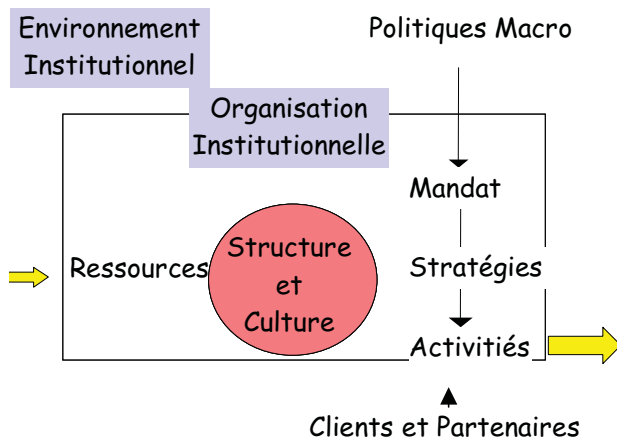 Environnement
Institutionnel
Politiques Macro
Organisation
Institutionnelle
Mandat
Ressources
Structure
et
Culture
Stratégies
Activitiés
Clients et Partenaires